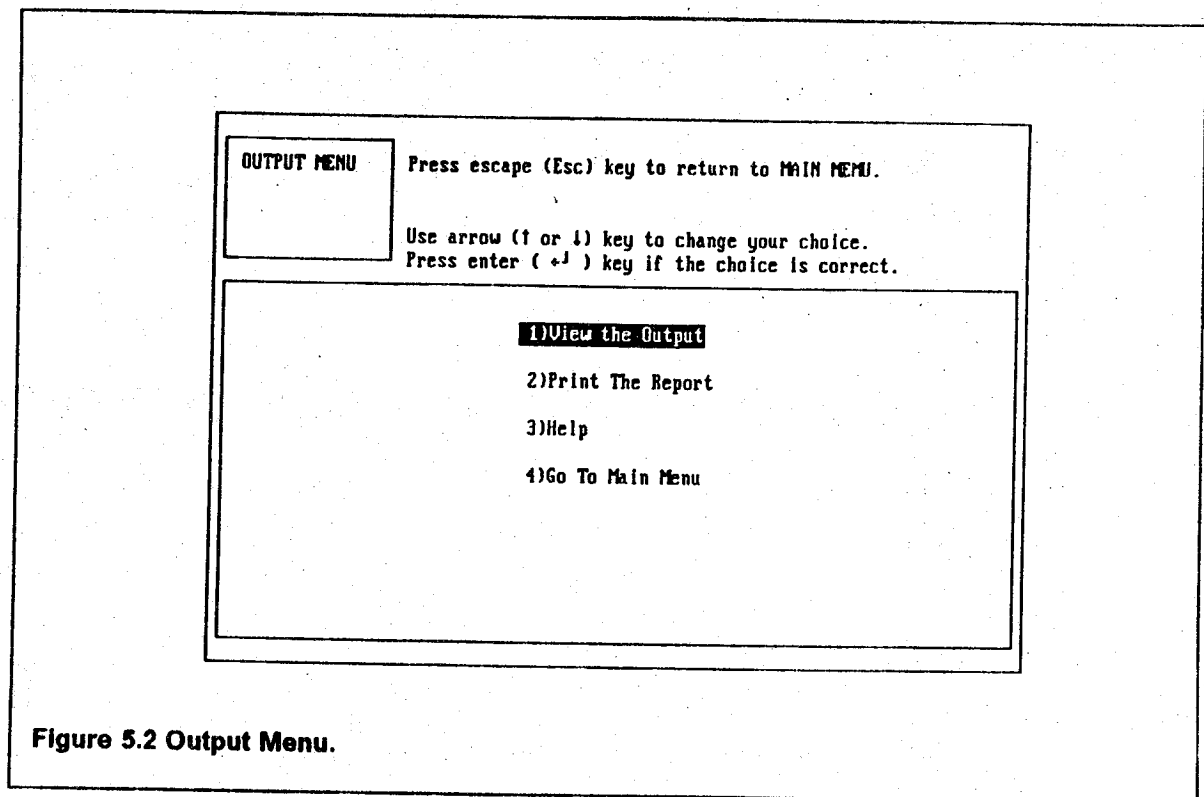 OUTPUT MENU
Press escape (Esc) key to return to MAIN MEMU.
Use arrow (↑ or ↓) key to change your choice.
Press enter ( ↵ ) key if the choice is correct.
1)View the Output
2)Print The Report
3)Help
4)Go To Main Menu
Figure 5.2 Output Menu.